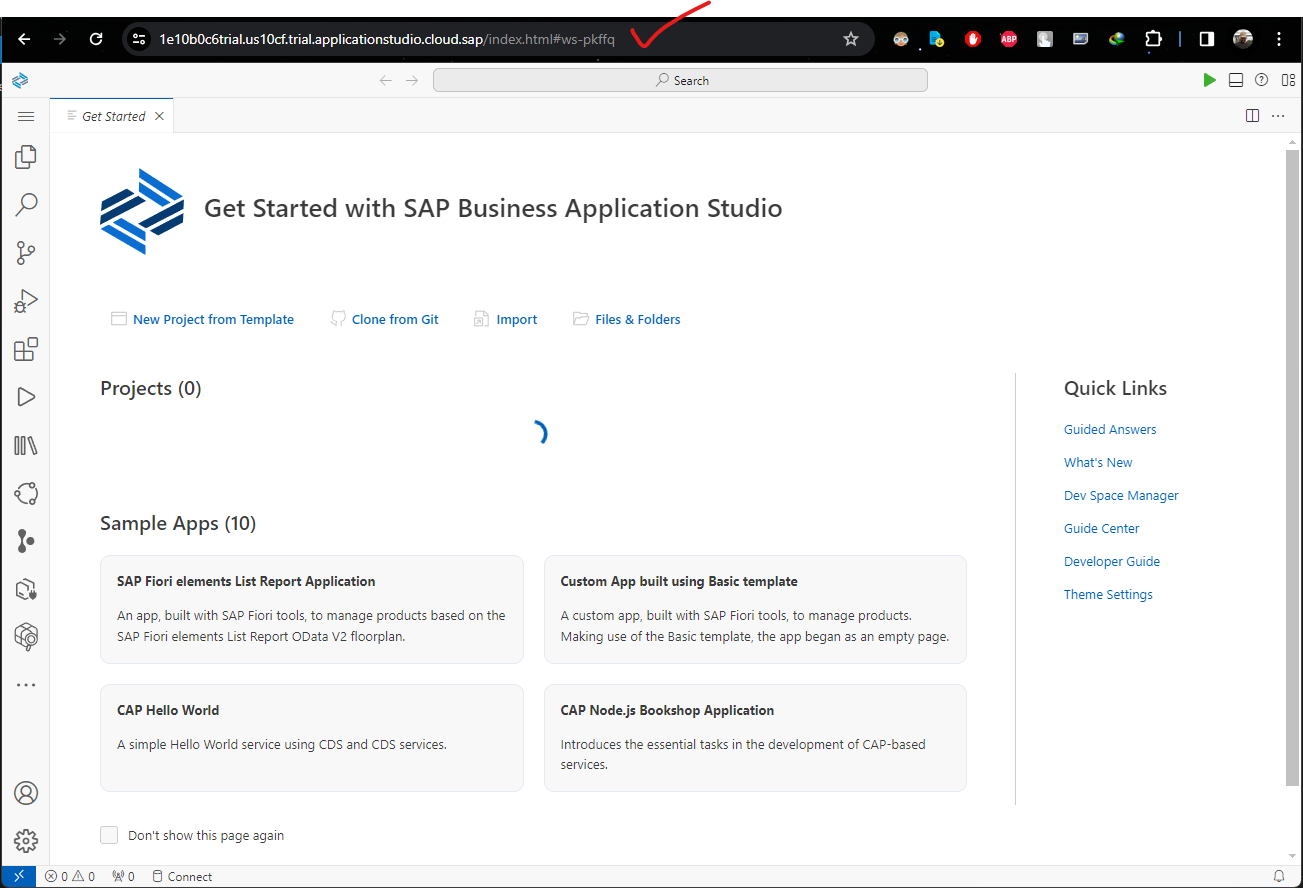 1e10b0c6trial.us10cf.trial.applicationstudio.cloud.sap/index.html#ws-pkffq
ABP
Search
Get Started
Get Started with SAP Business Application Studio
New Project from Template
Clone from Git
Import
Files & Folders
Projects (0)
Quick Links
Guided Answers
What's New
Dev Space Manager
Guide Center
Developer Guide
Theme Settings
Sample Apps (10)
SAP Fiori elements List Report Application
An app, built with SAP Fiori tools, to manage products based on the
SAP Fiori elements List Report OData V2 floorplan.
Custom App built using Basic template
A custom app, built with SAP Fiori tools, to manage products.
Making use of the Basic template, the app began as an empty page.
CAP Hello World
A simple Hello World service using CDS and CDS services.
CAP Node.js Bookshop Application
Introduces the essential tasks in the development of CAP-based
services.
Don't show this page again
0 0 0 Connect